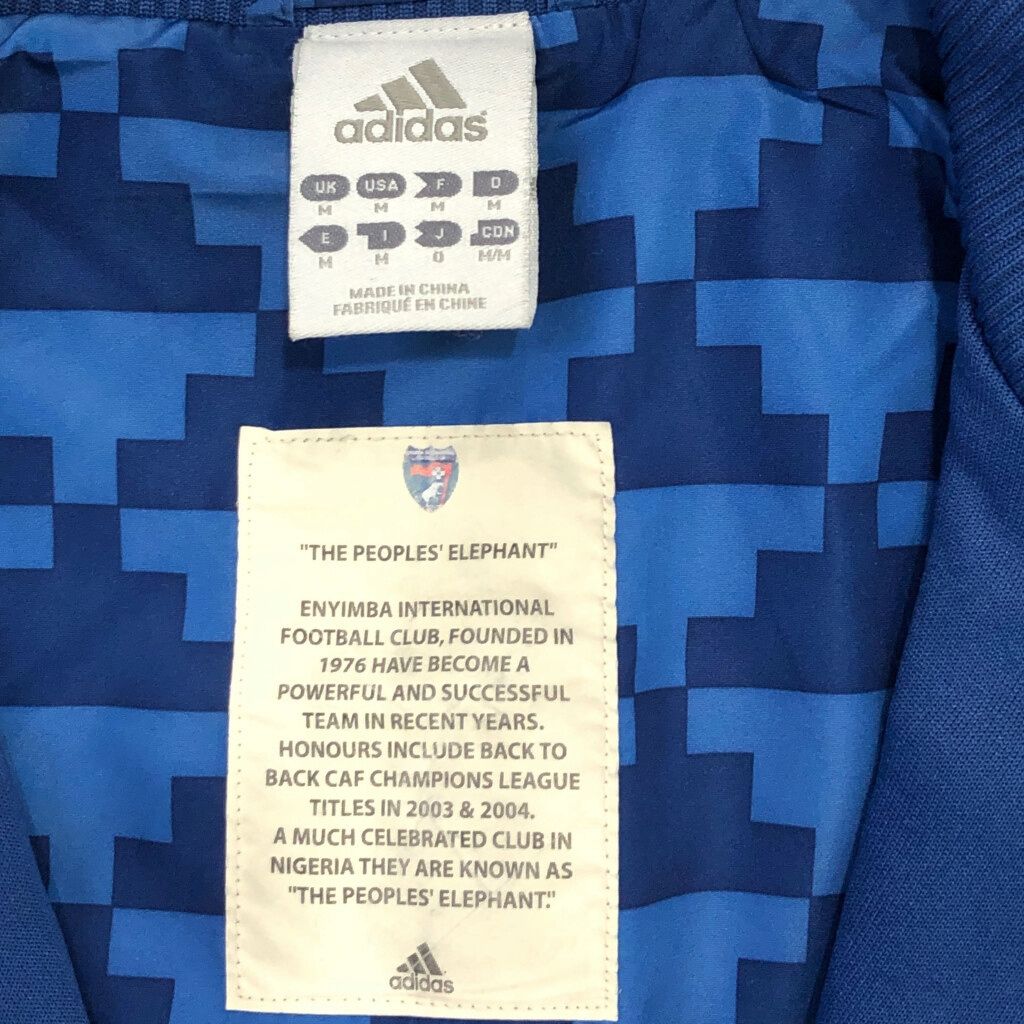 adidas
UK USA F D
M M M M
E I J CDN
M M O M/M
MADE IN CHINA
FABRIQUÉ EN CHINE
"THE PEOPLES' ELEPHANT"
ENYIMBA INTERNATIONAL
FOOTBALL CLUB, FOUNDED IN
1976 HAVE BECOME A
POWERFUL AND SUCCESSFUL
TEAM IN RECENT YEARS.
HONOURS INCLUDE BACK TO
BACK CAF CHAMPIONS LEAGUE
TITLES IN 2003 & 2004.
A MUCH CELEBRATED CLUB IN
NIGERIA THEY ARE KNOWN AS
"THE PEOPLES' ELEPHANT."
adidas